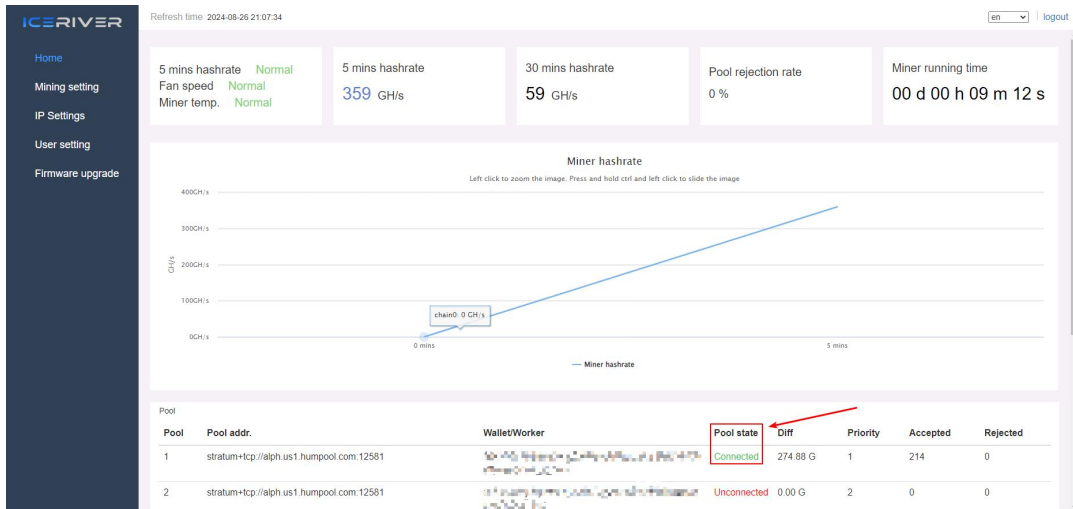 ICERIVER
Refresh time 2024-08-26 21:07:34
en
logout
Home
Mining setting
IP Settings
User setting
Firmware upgrade
5 mins hashrate Normal
Fan speed Normal
Miner temp. Normal
5 mins hashrate
359 GH/s
30 mins hashrate
59 GH/s
Pool rejection rate
0 %
Miner running time
00 d 00 h 09 m 12 s
Miner hashrate
Left click to zoom the image. Press and hold ctrl and left click to slide the image
GH/s
400GH/s
300GH/s
200GH/s
100GH/s
0GH/s
chain0: 0 GH/s
0 mins
5 mins
Miner hashrate
Pool
Pool Pool addr. Wallet/Worker Pool state Diff Priority Accepted Rejected
1 stratum+tcp://alph.us1.humpool.com:12581 Connected 274.88 G 1 214 0
2 stratum+tcp://alph.us1.humpool.com:12581 Unconnected 0.00 G 2 0 0